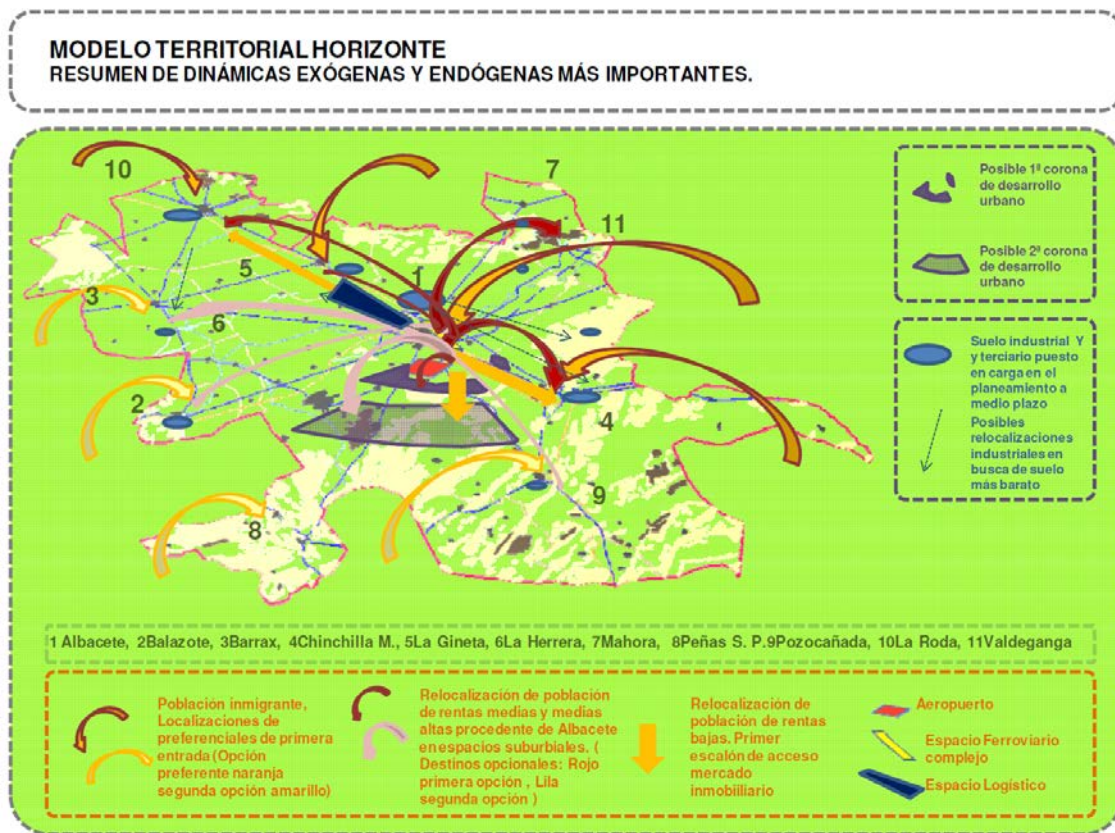 MODELO TERRITORIAL HORIZONTE
RESUMEN DE DINÁMICAS EXÓGENAS Y ENDÓGENAS MÁS IMPORTANTES.
10
7
11
5
1
3
6
2
4
9
8
Posible 1ª corona
de desarrollo
urbano
Posible 2ª corona
de desarrollo
urbano
Suelo industrial Y
y terciario puesto
en carga en el
planeamiento a
medio plazo
Posibles
relocalizaciones
industriales en
busca de suelo
más barato
1 Albacete, 2Balazote, 3Barrax, 4Chinchilla M., 5La Gineta, 6La Herrera, 7Mahora, 8Peñas S. P.9Pozocañada, 10La Roda, 11Valdeganga
Población inmigrante,
Localizaciones de
preferenciales de primera
entrada (Opción
preferente naranja
segunda opción amarillo)
Relocalización de población
de rentas medias y medias
altas procedente de Albacete
en espacios suburbiales. (
Destinos opcionales: Rojo
primera opción , Lila
segunda opción )
Relocalización de
población de rentas
bajas. Primer
escalón de acceso
mercado
inmobiiliario
Aeropuerto
Espacio Ferroviario
complejo
Espacio Logístico